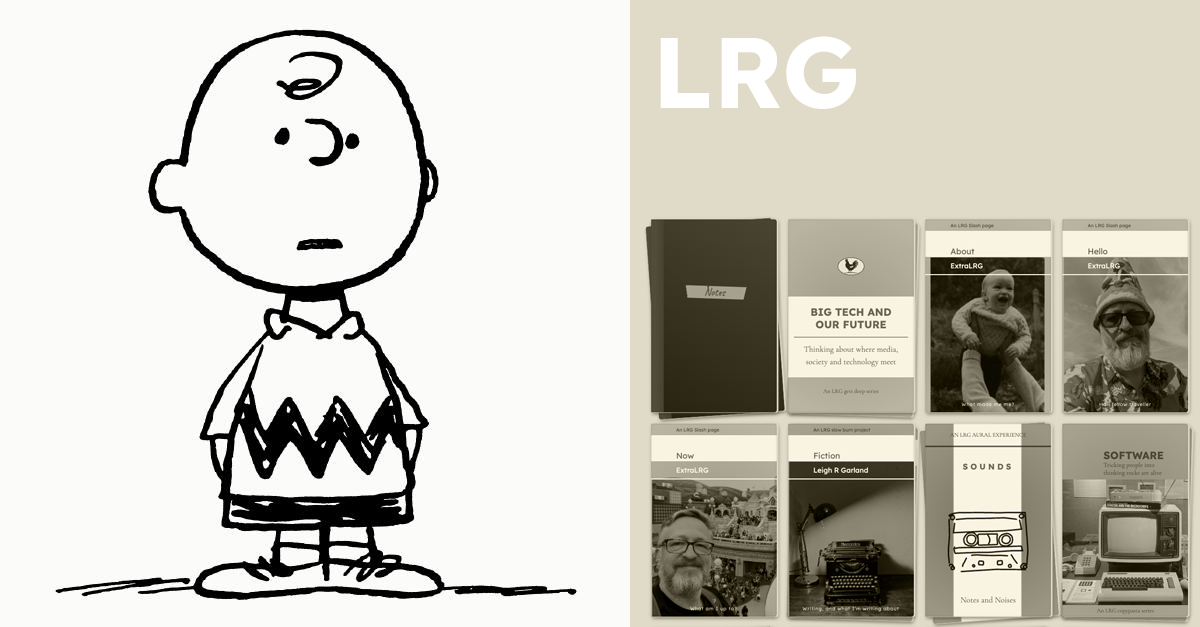 LRG
Notes
BIG TECH AND
OUR FUTURE
Thinking about where media,
society and technology meet
An LRG gets deep series
An LRG Slash page
About
ExtraLRG
What made me me?
An LRG Slash page
Hello
ExtraLRG
Hail fellow traveller
An LRG Slash page
Now
ExtraLRG
What am I up to?
An LRG slow burn project
Fiction
Leigh R Garland
Writing, and what I'm writing about
AN LRG AURAL EXPERIENCE
SOUNDS
Notes and Noises
SOFTWARE
Tricking people into
thinking rocks are alive
An LRG copypasta series